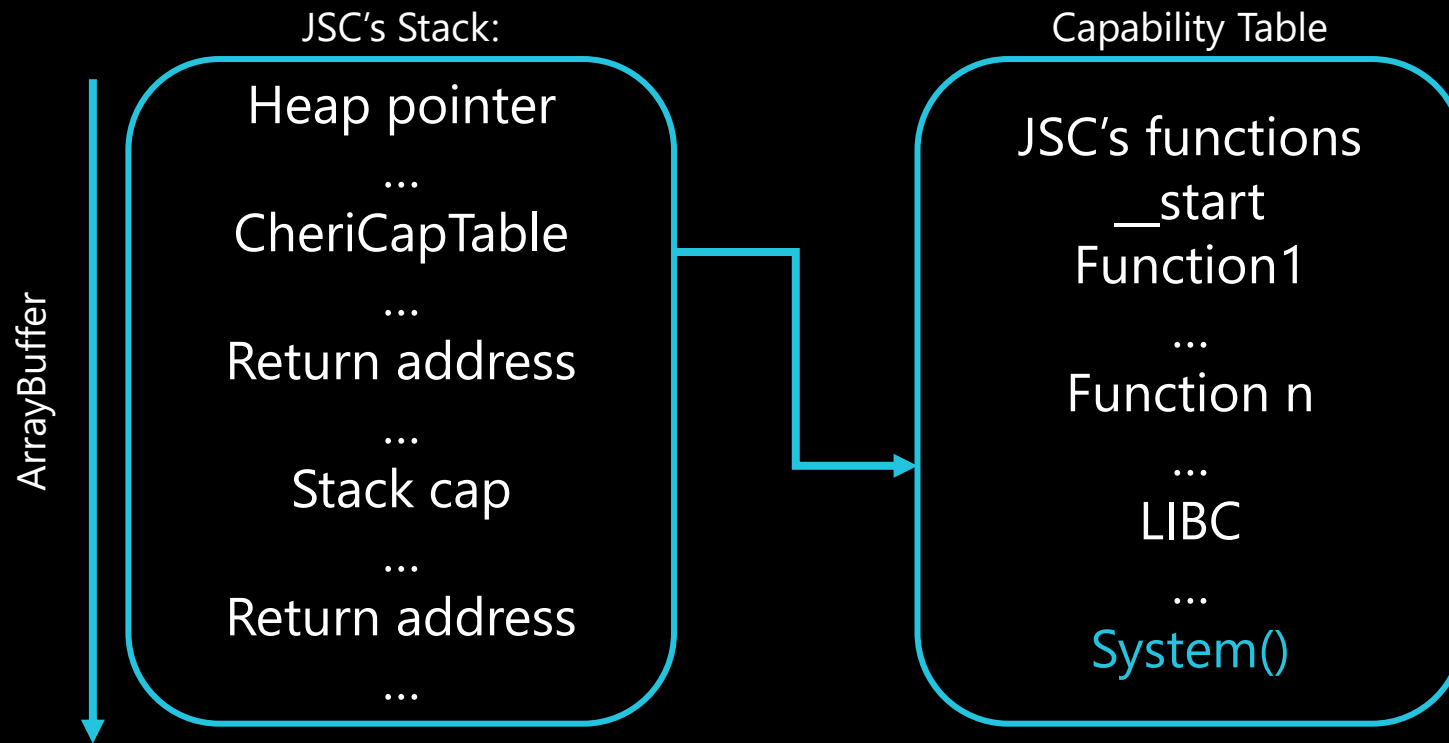 JSC’s Stack:
Heap pointer
...
CheriCapTable
...
Return address
...
Stack cap
...
Return address
...
ArrayBuffer
Capability Table
JSC’s functions
__start
Function1
...
Function n
...
LIBC
...
System()